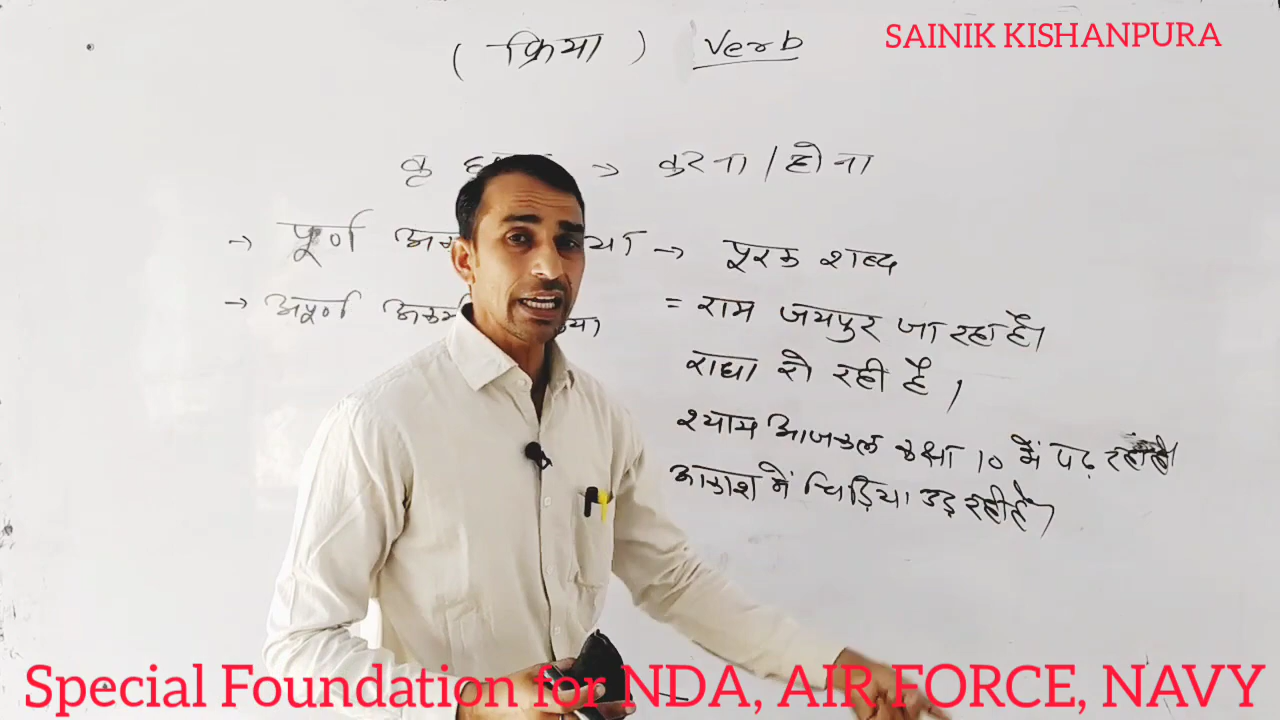 SAINIK KISHANPURA
( क्रिया ) Verb
कृ → करना / होना
→ पूर्ण → पूरक शब्द
→ अपूर्ण
= राम जयपुर जा रहा है।
राधा रो रही है।
श्याम आजकल कक्षा 10 में पढ़ रहा है।
आकाश में चिड़िया उड़ रही है।
Special Foundation for NDA, AIR FORCE, NAVY